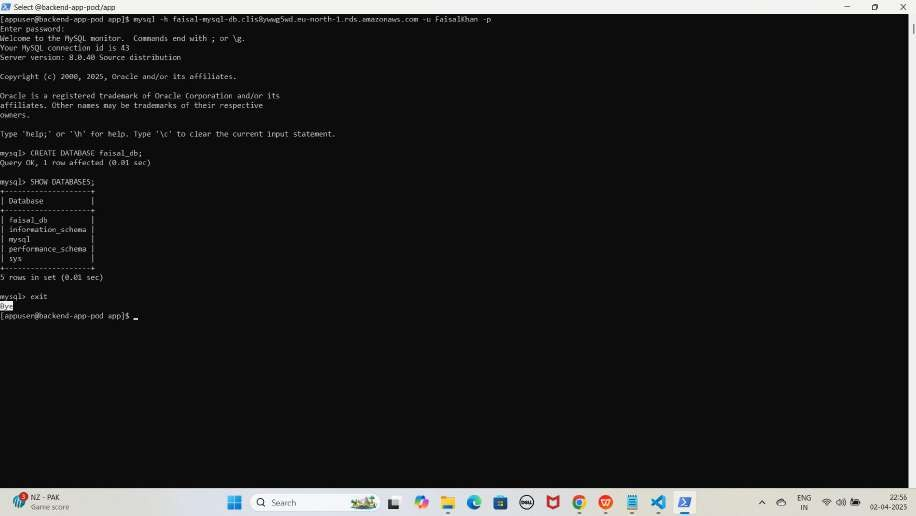 Select @backend-app-pod:/app
[appuser@backend-app-pod app]$ mysql -h faisal-mysql-db.clis8ywwg5wd.eu-north-1.rds.amazonaws.com -u FaisalKhan -p
Enter password:
Welcome to the MySQL monitor.  Commands end with ; or \g.
Your MySQL connection id is 43
Server version: 8.0.40 Source distribution
Copyright (c) 2000, 2025, Oracle and/or its affiliates.
Oracle is a registered trademark of Oracle Corporation and/or its
affiliates. Other names may be trademarks of their respective
owners.
Type 'help;' or '\h' for help. Type '\c' to clear the current input statement.
mysql> CREATE DATABASE faisal_db;
Query OK, 1 row affected (0.01 sec)
mysql> SHOW DATABASES;
+--------------------+
| Database           |
+--------------------+
| faisal_db          |
| information_schema |
| mysql              |
| performance_schema |
| sys                |
+--------------------+
5 rows in set (0.01 sec)
mysql> exit
Bye
[appuser@backend-app-pod app]$
3
NZ - PAK
Game score
Search
DELL
ENG
IN
22:56
02-04-2025